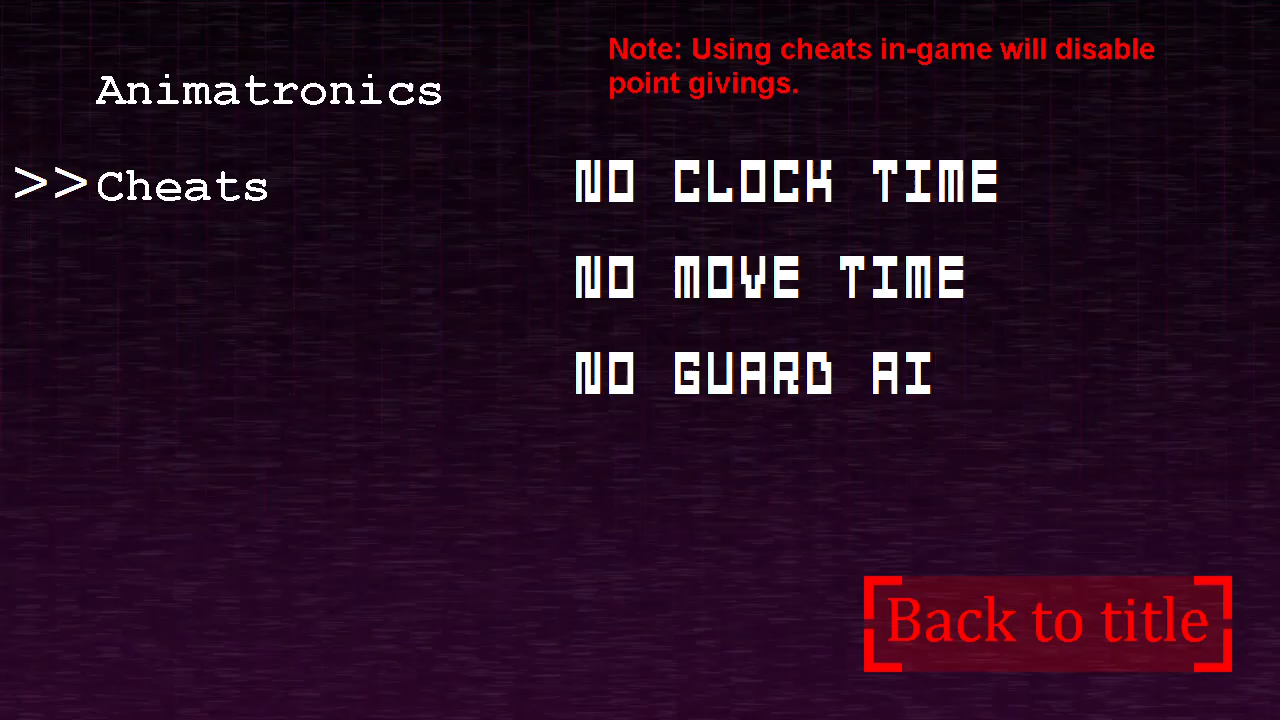 Note: Using cheats in-game will disable
point givings.
Animatronics
>>Cheats
NO CLOCK TIME
NO MOVE TIME
NO GUARD AI
Back to title